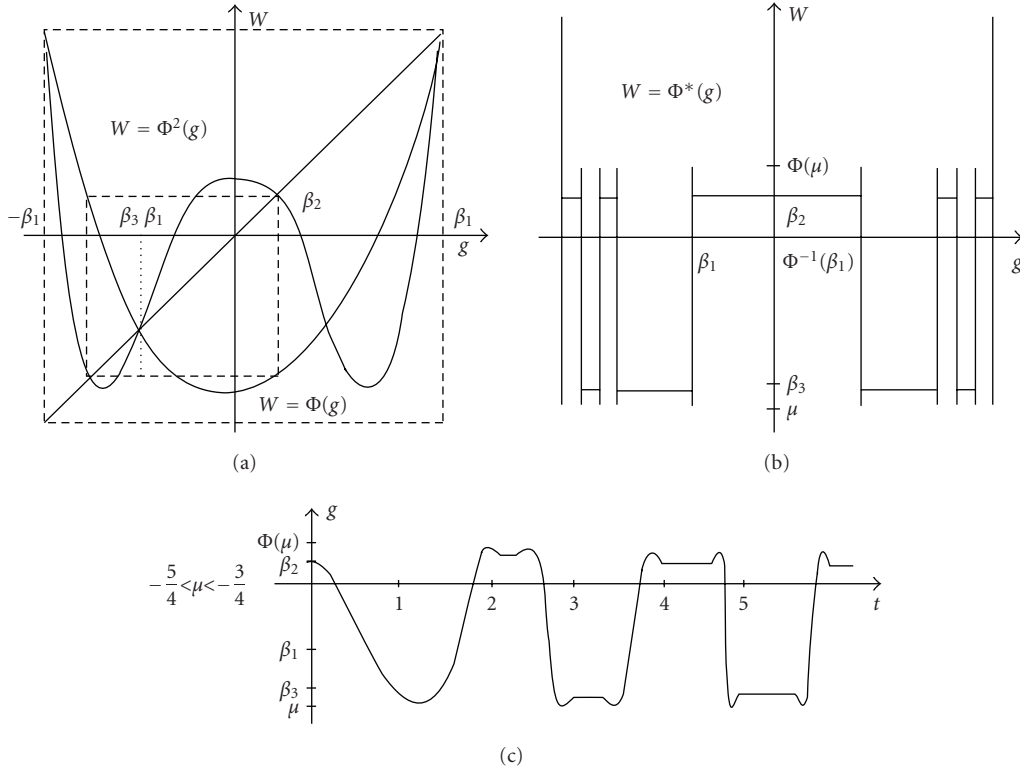 W
W = Φ²(g)
−β₁
β₃ β₁
β₂
β₁
g
W = Φ(g)
(a)
W
W = Φ*(g)
Φ(μ)
β₂
β₁
Φ⁻¹(β₁)
g
β₃
μ
(b)
g
Φ(μ)
β₂
−5/4<μ<−3/4
1
2
3
4
5
t
β₁
β₃
μ
(c)